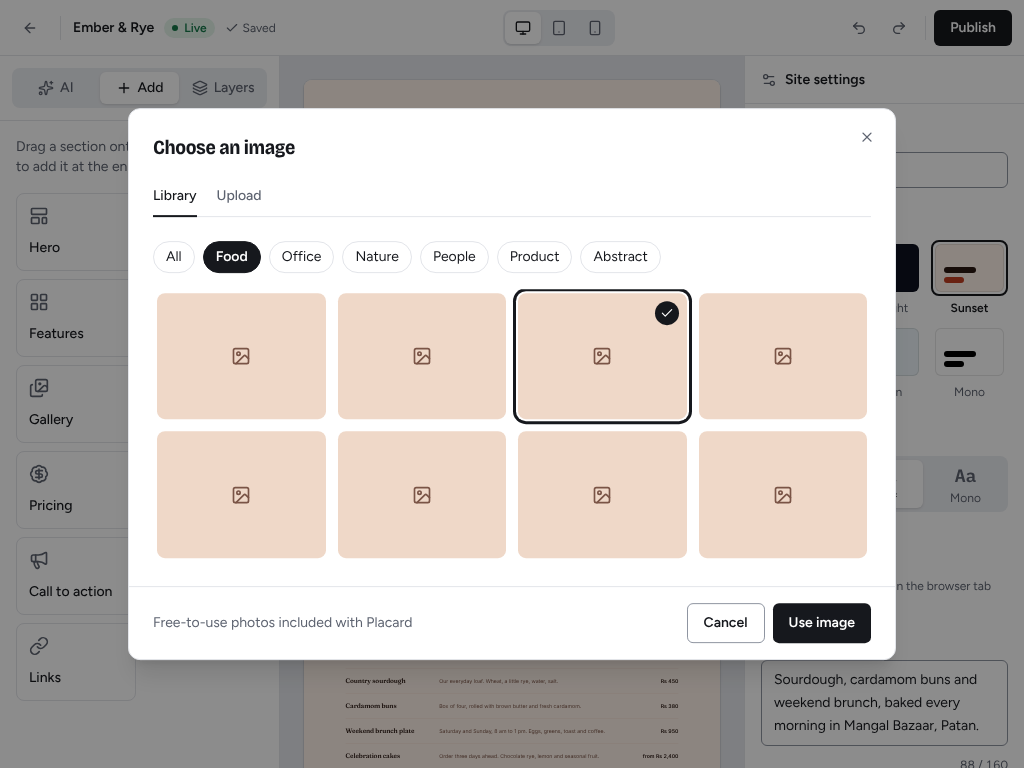 Ember & Rye
Live
Saved
Publish
AI
Add
Layers
Site settings
Drag a section ont
to add it at the en
Hero
Features
Gallery
Pricing
Call to action
Links
Choose an image
Library
Upload
All
Food
Office
Nature
People
Product
Abstract
Free-to-use photos included with Placard
Cancel
Use image
ht
Sunset
n
Mono
Aa
Mono
n the browser tab
Sourdough, cardamom buns and
weekend brunch, baked every
morning in Mangal Bazaar, Patan.
88 / 160
Country sourdough
Our everyday loaf. Wheat, a little rye, water, salt.
Rs 450
Cardamom buns
Box of four, rolled with brown butter and fresh cardamom.
Rs 380
Weekend brunch plate
Saturday and Sunday, 8 am to 1 pm. Eggs, greens, toast and coffee.
Rs 950
Celebration cakes
Order three days ahead. Chocolate rye, lemon and seasonal fruit.
from Rs 2,400